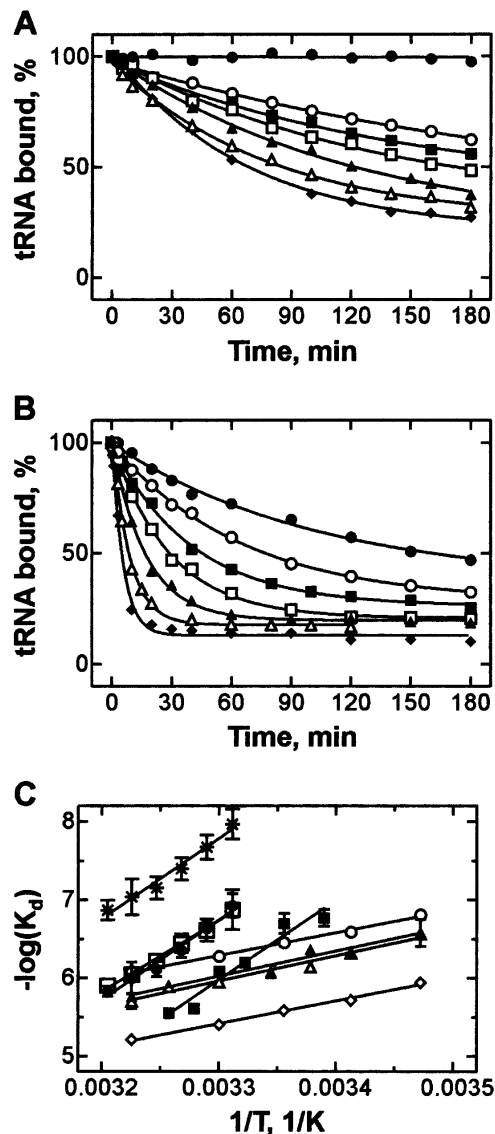 A
100
50
0
tRNA bound, %
0 30 60 90 120 150 180
Time, min
B
100
50
0
tRNA bound, %
0 30 60 90 120 150 180
Time, min
C
8
7
6
5
-log(Kd)
0.0032 0.0033 0.0034 0.0035
1/T, 1/K